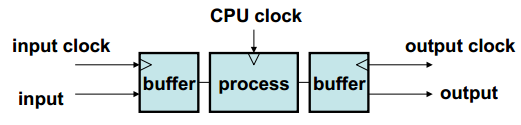 CPU clock
input clock
output clock
buffer
process
buffer
input
output